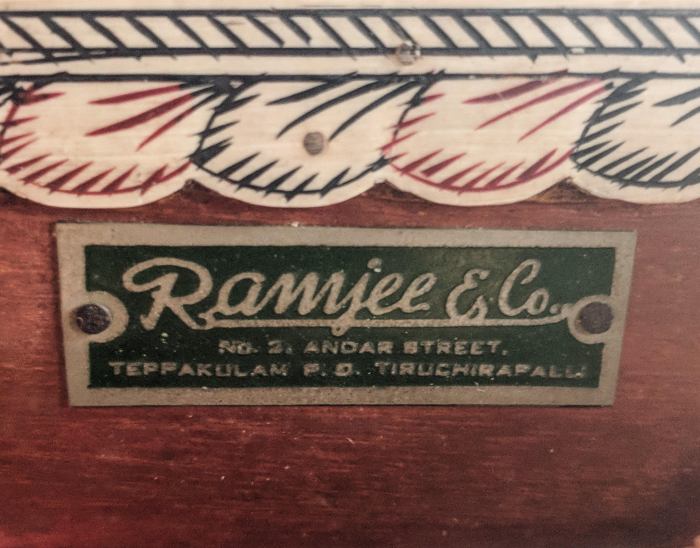 Ramjee & Co.,
No. 2, ANDAR STREET,
TEPPAKULAM P. O. TIRUCHIRAPALLI